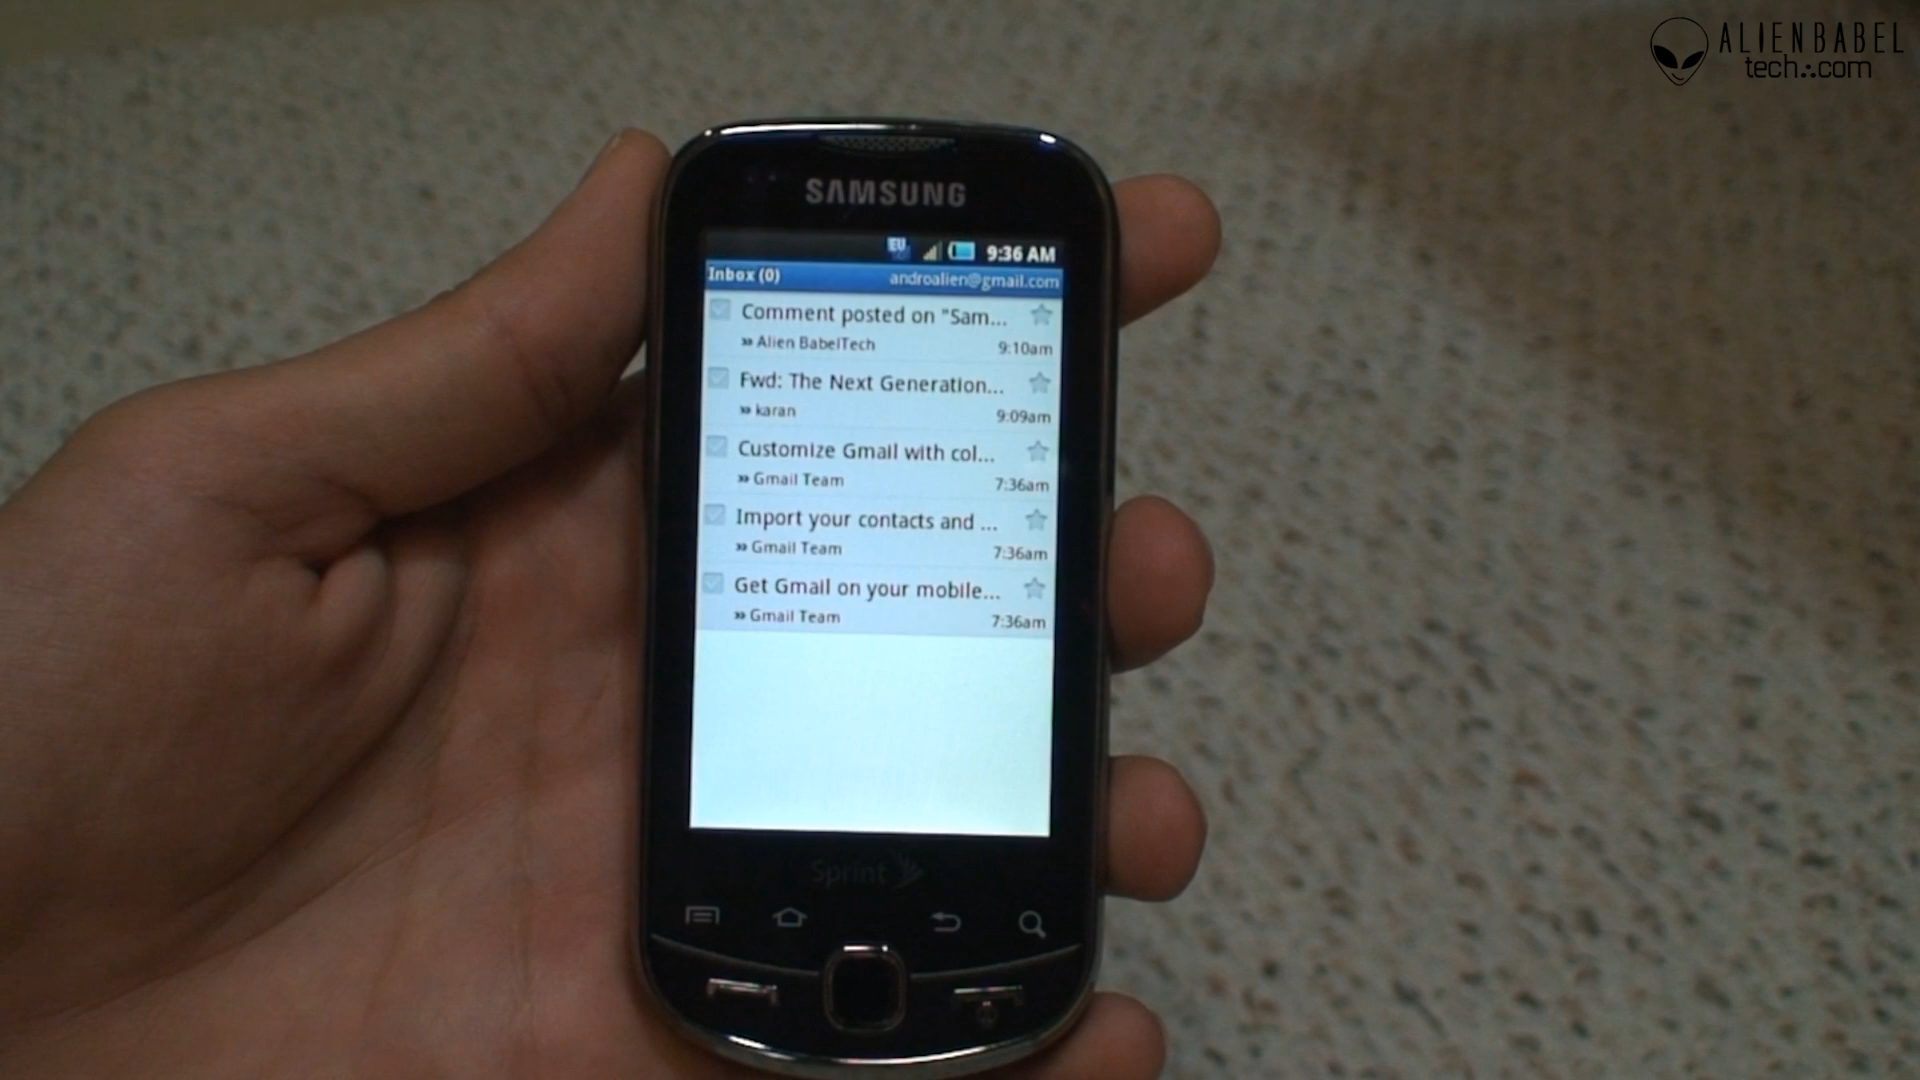 ALIENBABEL
tech.:.com
SAMSUNG
EU 9:36 AM
Inbox (0) androalien@gmail.com
Comment posted on "Sam...
» Alien BabelTech 9:10am
Fwd: The Next Generation...
» karan 9:09am
Customize Gmail with col...
» Gmail Team 7:36am
Import your contacts and ...
» Gmail Team 7:36am
Get Gmail on your mobile...
» Gmail Team 7:36am
Sprint